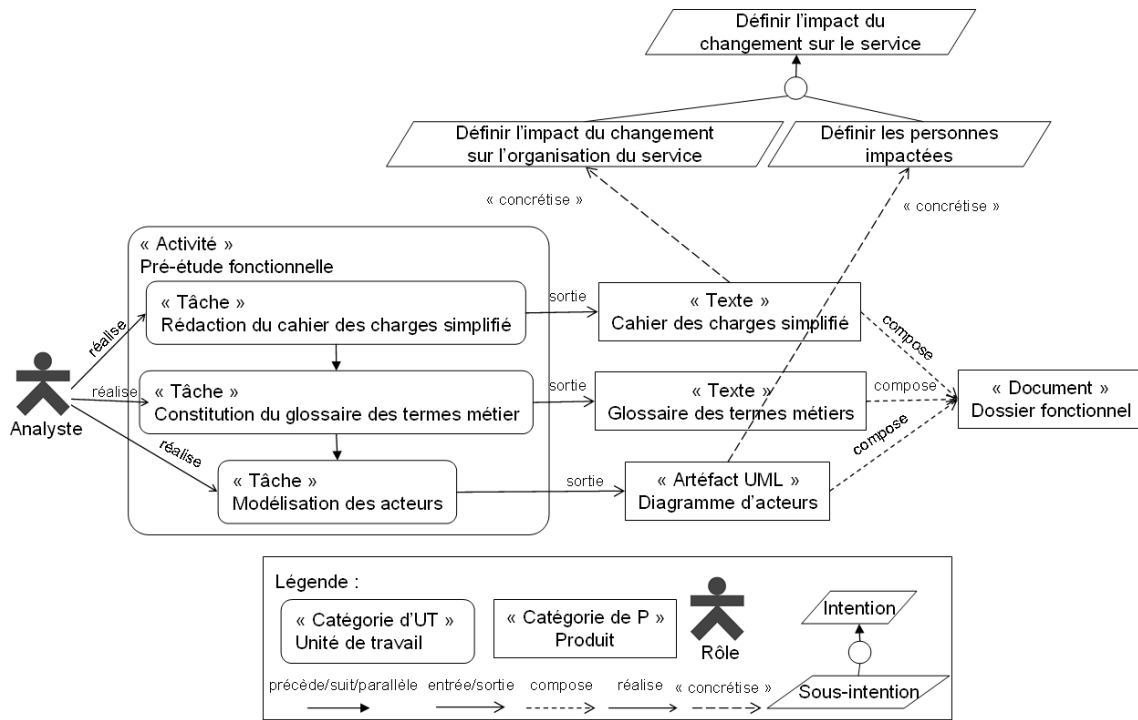 Définir l'impact du
changement sur le service
Définir l'impact du changement
sur l'organisation du service
Définir les personnes
impactées
« concrétise »
« concrétise »
« Activité »
Pré-étude fonctionnelle
« Tâche »
Rédaction du cahier des charges simplifié
sortie
« Texte »
Cahier des charges simplifié
réalise
compose
Analyste
réalise
« Tâche »
Constitution du glossaire des termes métier
sortie
« Texte »
Glossaire des termes métiers
compose
« Document »
Dossier fonctionnel
réalise
compose
« Tâche »
Modélisation des acteurs
sortie
« Artéfact UML »
Diagramme d'acteurs
Légende :
« Catégorie d'UT »
Unité de travail
« Catégorie de P »
Produit
Rôle
Intention
Sous-intention
précède/suit/parallèle
entrée/sortie
compose
réalise
« concrétise »